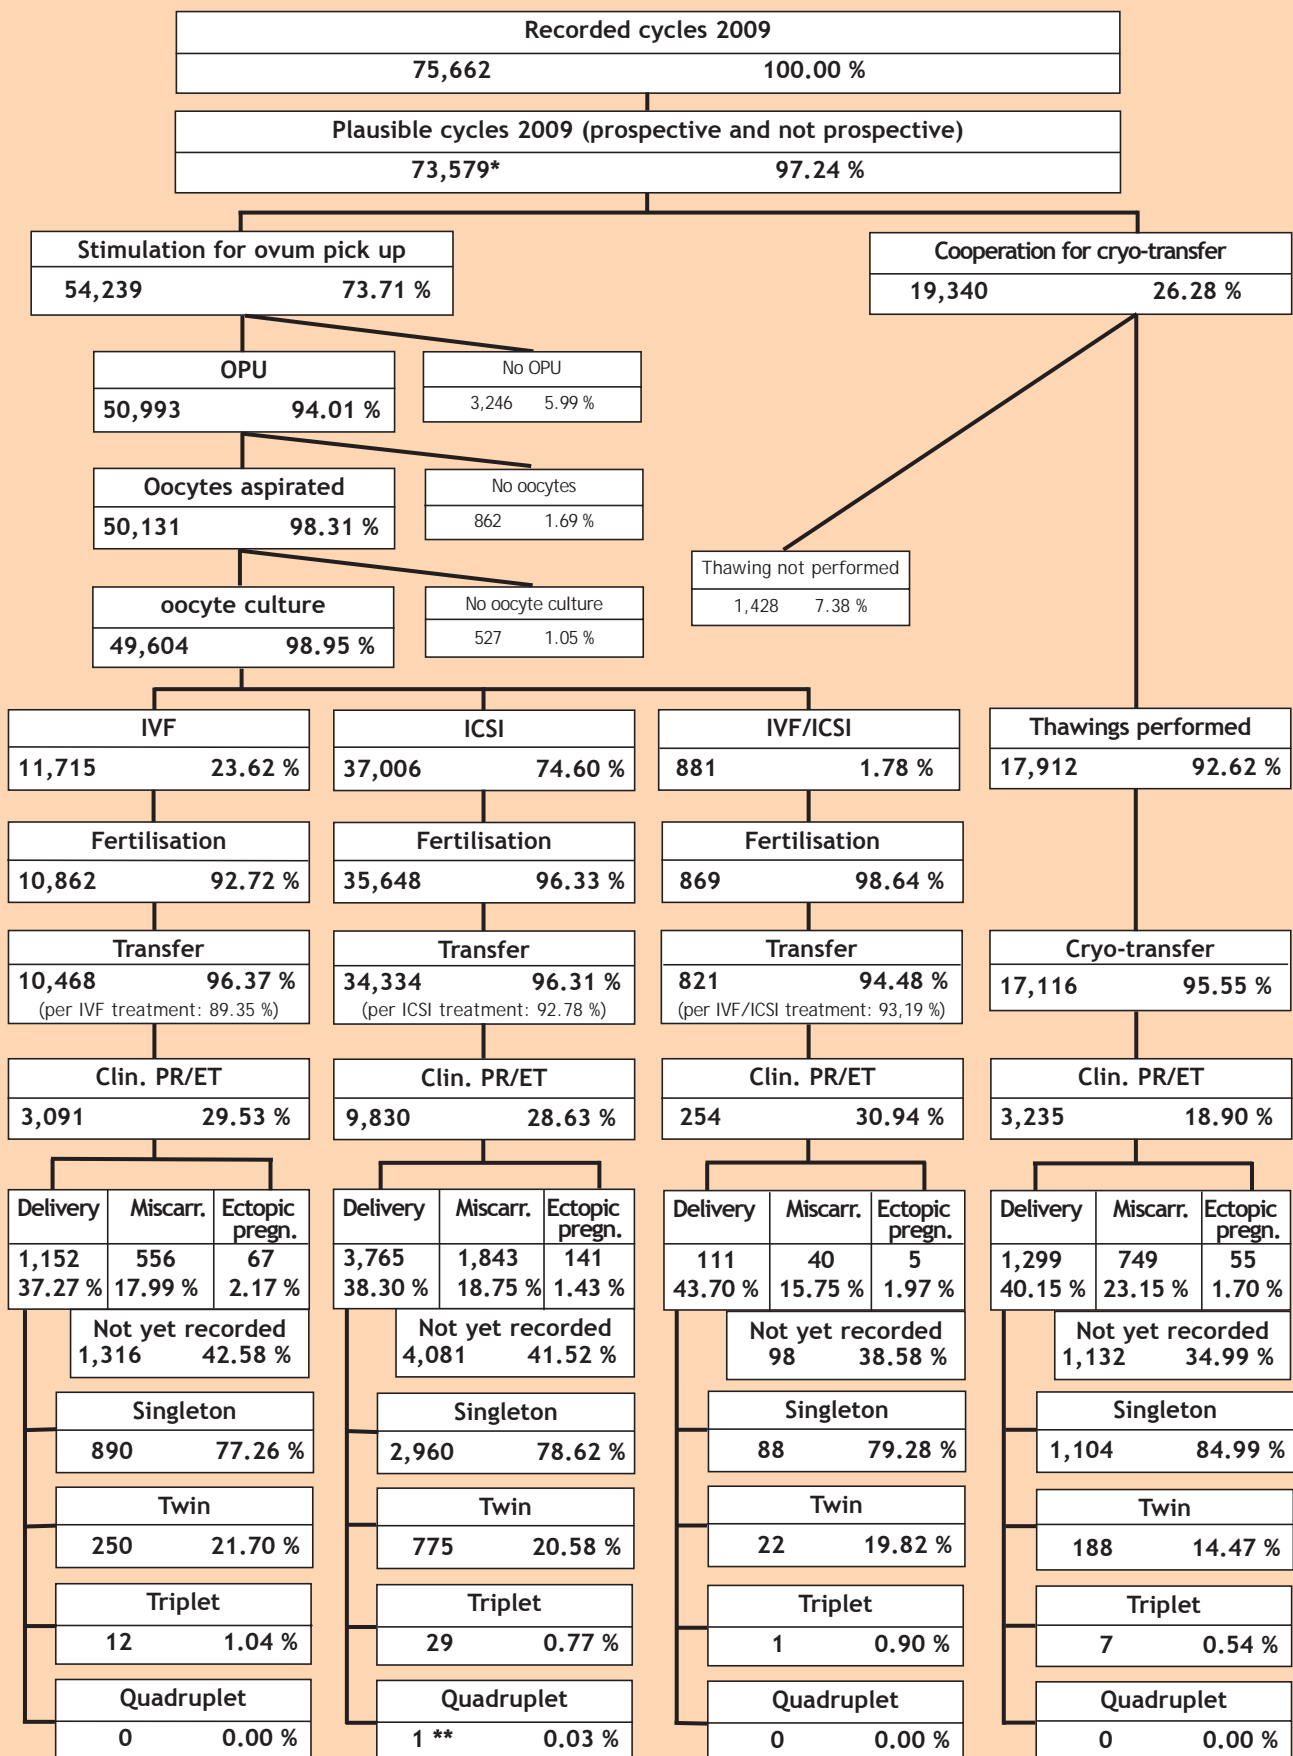 Recorded cycles 2009
75,662 100.00 %
Plausible cycles 2009 (prospective and not prospective)
73,579* 97.24 %
Stimulation for ovum pick up
54,239 73.71 %
Cooperation for cryo-transfer
19,340 26.28 %
OPU
50,993 94.01 %
No OPU
3,246 5.99 %
Oocytes aspirated
50,131 98.31 %
No oocytes
862 1.69 %
Thawing not performed
1,428 7.38 %
oocyte culture
49,604 98.95 %
No oocyte culture
527 1.05 %
IVF
11,715 23.62 %
ICSI
37,006 74.60 %
IVF/ICSI
881 1.78 %
Thawings performed
17,912 92.62 %
Fertilisation
10,862 92.72 %
Fertilisation
35,648 96.33 %
Fertilisation
869 98.64 %
Transfer
10,468 96.37 %
(per IVF treatment: 89.35 %)
Transfer
34,334 96.31 %
(per ICSI treatment: 92.78 %)
Transfer
821 94.48 %
(per IVF/ICSI treatment: 93,19 %)
Cryo-transfer
17,116 95.55 %
Clin. PR/ET
3,091 29.53 %
Clin. PR/ET
9,830 28.63 %
Clin. PR/ET
254 30.94 %
Clin. PR/ET
3,235 18.90 %
Delivery Miscarr. Ectopic
pregn.
1,152 556 67
37.27 % 17.99 % 2.17 %
Delivery Miscarr. Ectopic
pregn.
3,765 1,843 141
38.30 % 18.75 % 1.43 %
Delivery Miscarr. Ectopic
pregn.
111 40 5
43.70 % 15.75 % 1.97 %
Delivery Miscarr. Ectopic
pregn.
1,299 749 55
40.15 % 23.15 % 1.70 %
Not yet recorded
1,316 42.58 %
Not yet recorded
4,081 41.52 %
Not yet recorded
98 38.58 %
Not yet recorded
1,132 34.99 %
Singleton
890 77.26 %
Singleton
2,960 78.62 %
Singleton
88 79.28 %
Singleton
1,104 84.99 %
Twin
250 21.70 %
Twin
775 20.58 %
Twin
22 19.82 %
Twin
188 14.47 %
Triplet
12 1.04 %
Triplet
29 0.77 %
Triplet
1 0.90 %
Triplet
7 0.54 %
Quadruplet
0 0.00 %
Quadruplet
1 ** 0.03 %
Quadruplet
0 0.00 %
Quadruplet
0 0.00 %